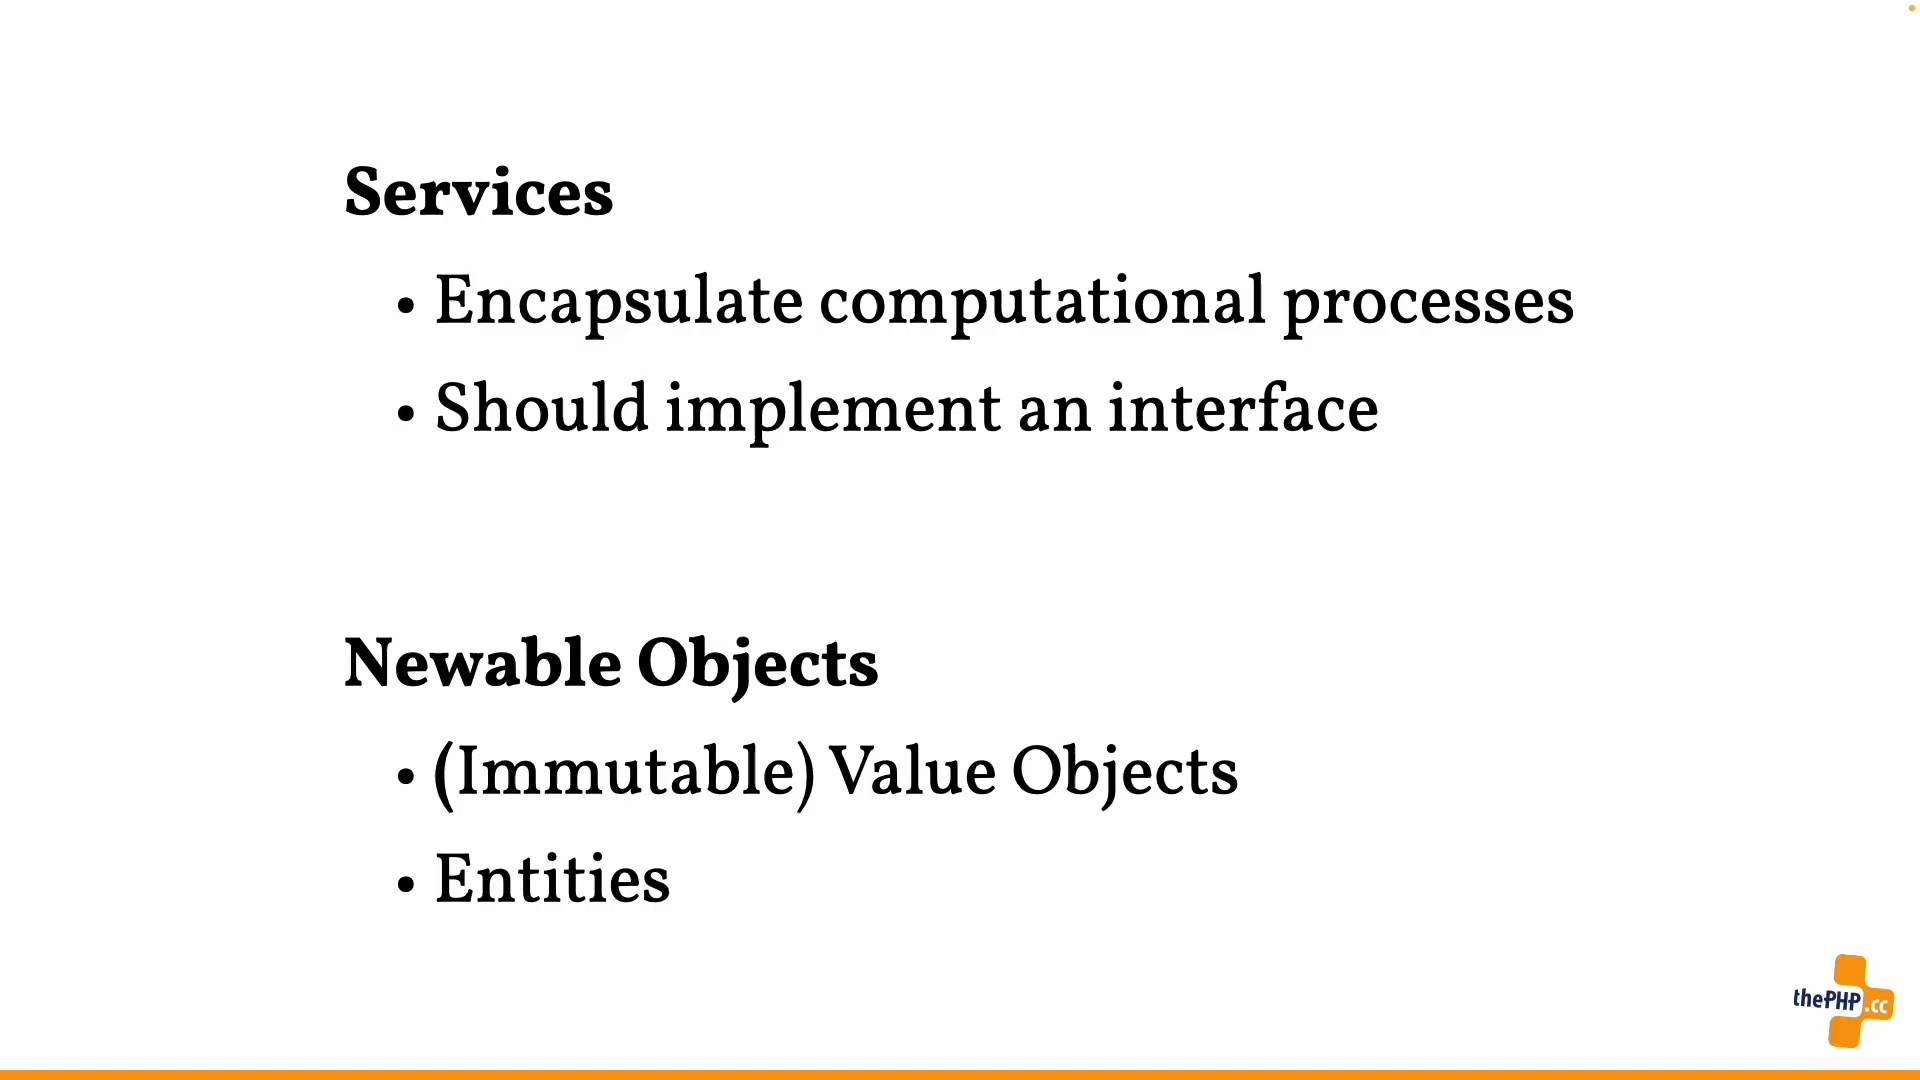 Services
• Encapsulate computational processes
• Should implement an interface
Newable Objects
• (Immutable) Value Objects
• Entities
thePHP.cc